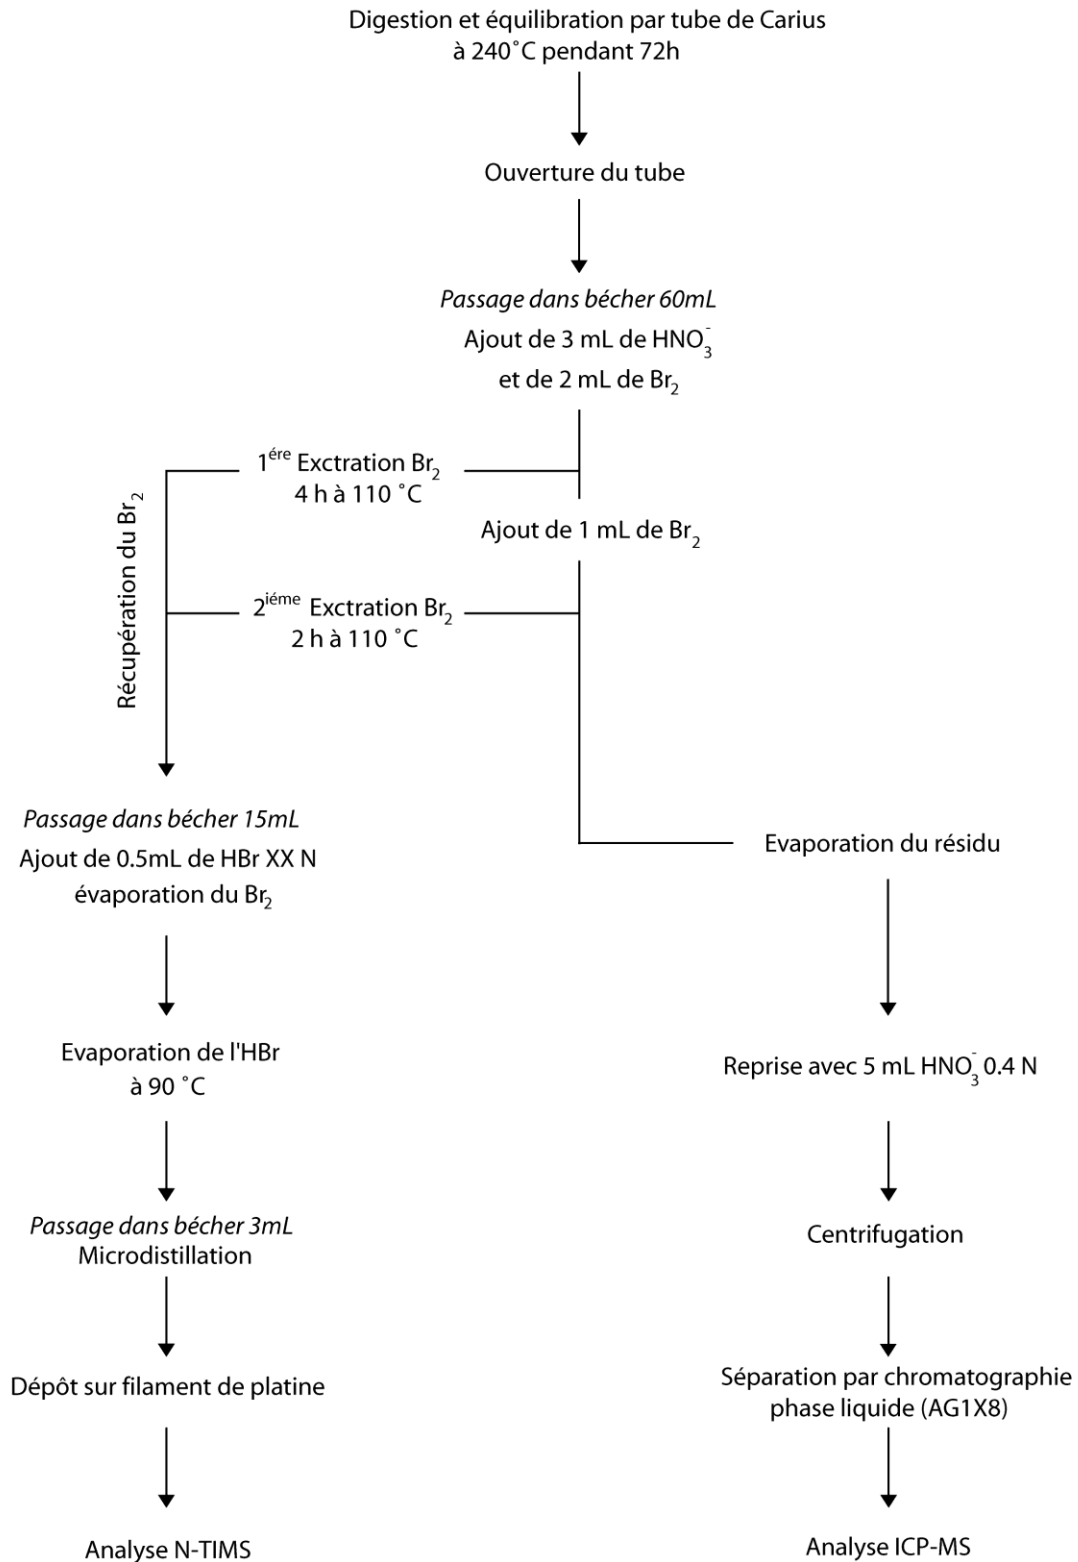 Digestion et équilibration par tube de Carius
à 240˚C pendant 72h
Ouverture du tube
Passage dans bécher 60mL
Ajout de 3 mL de HNO₃⁻
et de 2 mL de Br₂
1ére Exctration Br₂
4 h à 110 ˚C
Ajout de 1 mL de Br₂
Récupération du Br₂
2iéme Exctration Br₂
2 h à 110 ˚C
Passage dans bécher 15mL
Ajout de 0.5mL de HBr XX N
évaporation du Br₂
Evaporation du résidu
Evaporation de l'HBr
à 90 ˚C
Reprise avec 5 mL HNO₃⁻ 0.4 N
Passage dans bécher 3mL
Microdistillation
Centrifugation
Dépôt sur filament de platine
Séparation par chromatographie
phase liquide (AG1X8)
Analyse N-TIMS
Analyse ICP-MS